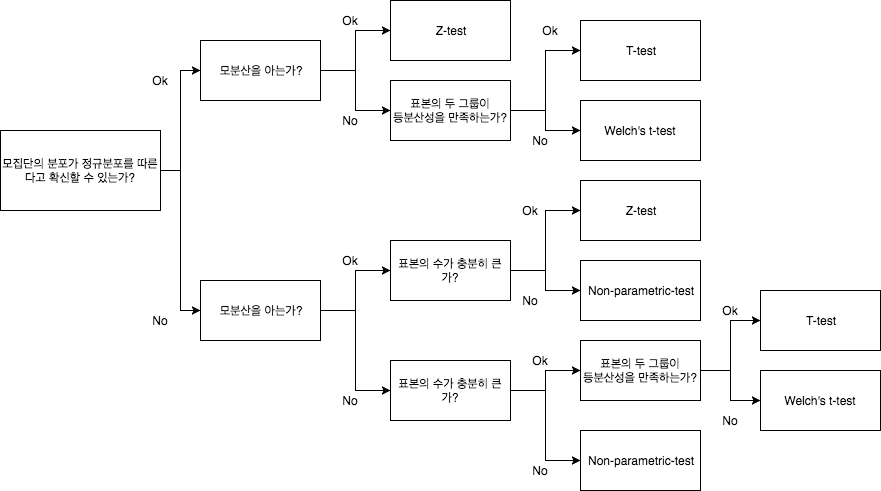 모집단의 분포가 정규분포를 따른
다고 확신할 수 있는가?
Ok
모분산을 아는가?
Ok
Z-test
No
표본의 두 그룹이
등분산성을 만족하는가?
Ok
T-test
No
Welch's t-test
No
모분산을 아는가?
Ok
표본의 수가 충분히 큰
가?
Ok
Z-test
No
Non-parametric-test
No
표본의 수가 충분히 큰
가?
Ok
표본의 두 그룹이
등분산성을 만족하는가?
Ok
T-test
No
Welch's t-test
No
Non-parametric-test